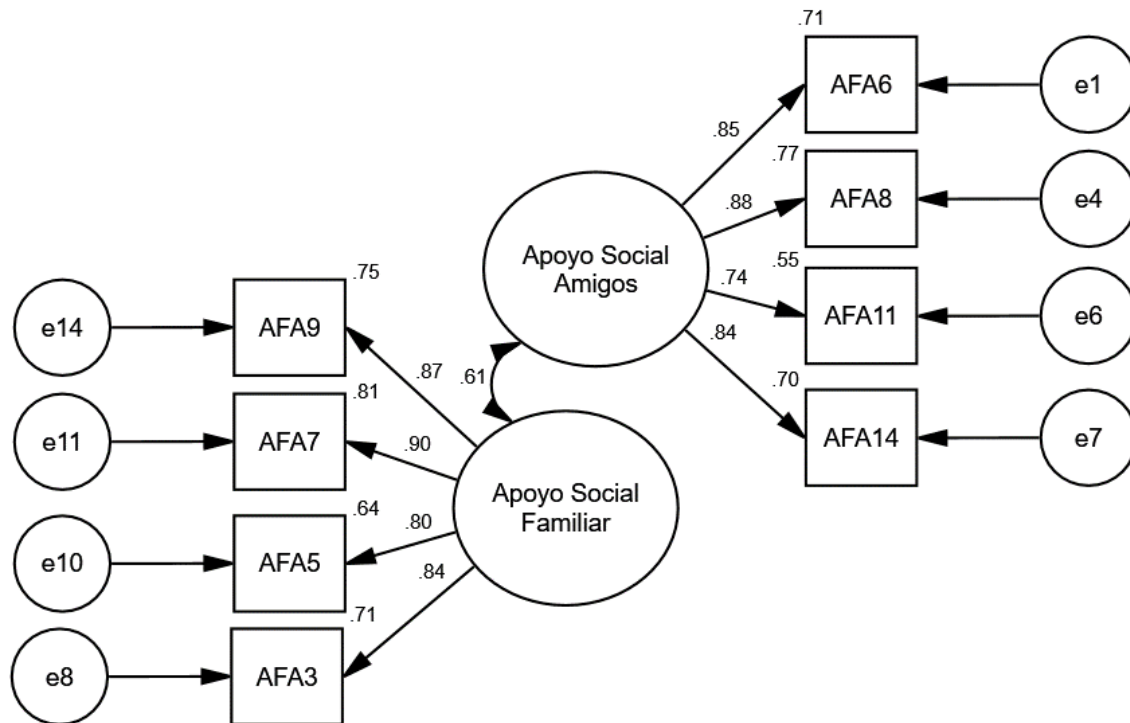 .71
AFA6
e1
.85
.77
AFA8
e4
.88
Apoyo Social
Amigos
.55
.74
AFA11
e6
.84
.70
AFA14
e7
.75
e14
AFA9
.87
.61
.81
e11
AFA7
.90
Apoyo Social
Familiar
.64
.80
e10
AFA5
.84
.71
e8
AFA3